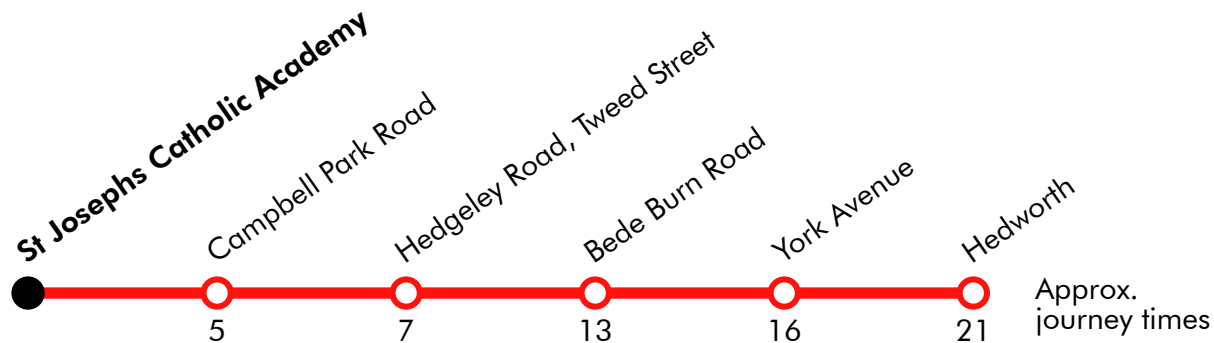 St Josephs Catholic Academy
Campbell Park Road
Hedgeley Road, Tweed Street
Bede Burn Road
York Avenue
Hedworth
5
7
13
16
21
Approx.
journey times